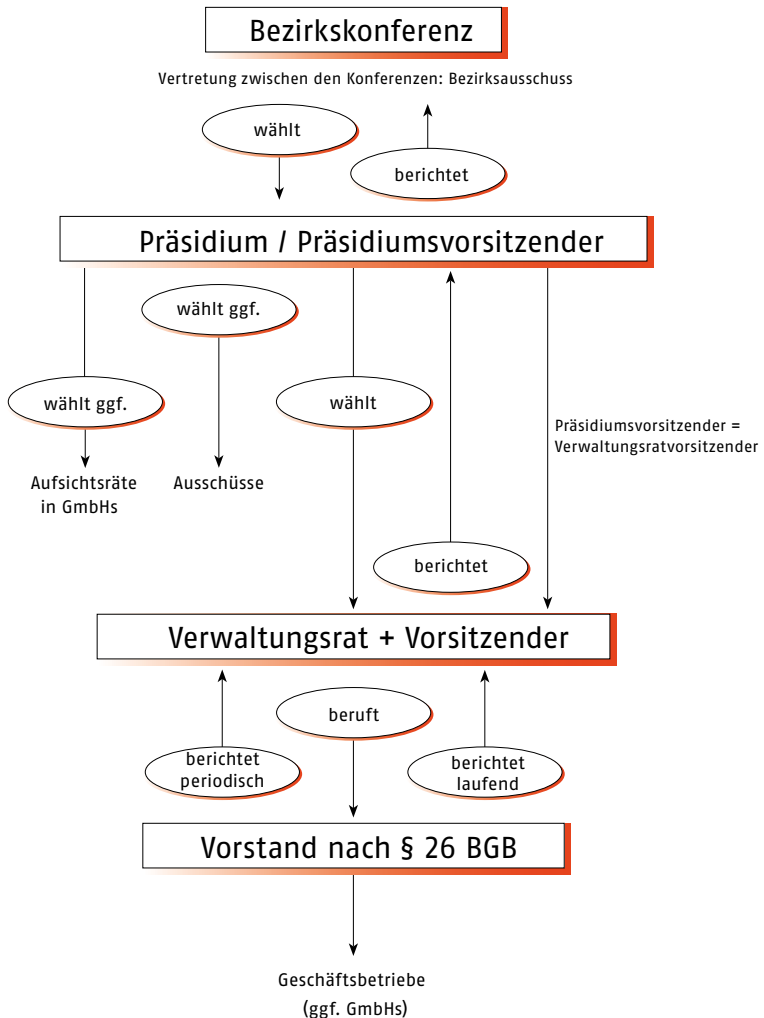 Bezirkskonferenz
Vertretung zwischen den Konferenzen: Bezirksausschuss
wählt
berichtet
Präsidium / Präsidiumsvorsitzender
wählt ggf.
wählt ggf.
wählt
Präsidiumsvorsitzender =
Verwaltungsratvorsitzender
Aufsichtsräte
in GmbHs
Ausschüsse
berichtet
Verwaltungsrat + Vorsitzender
beruft
berichtet
periodisch
berichtet
laufend
Vorstand nach § 26 BGB
Geschäftsbetriebe
(ggf. GmbHs)